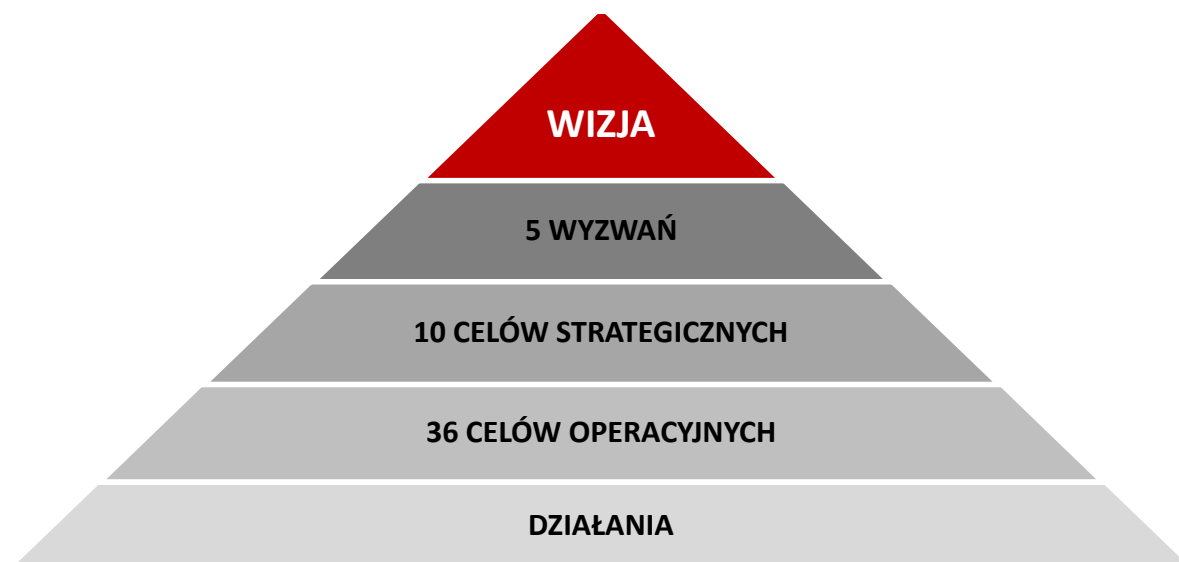 WIZJA
5 WYZWAŃ
10 CELÓW STRATEGICZNYCH
36 CELÓW OPERACYJNYCH
DZIAŁANIA